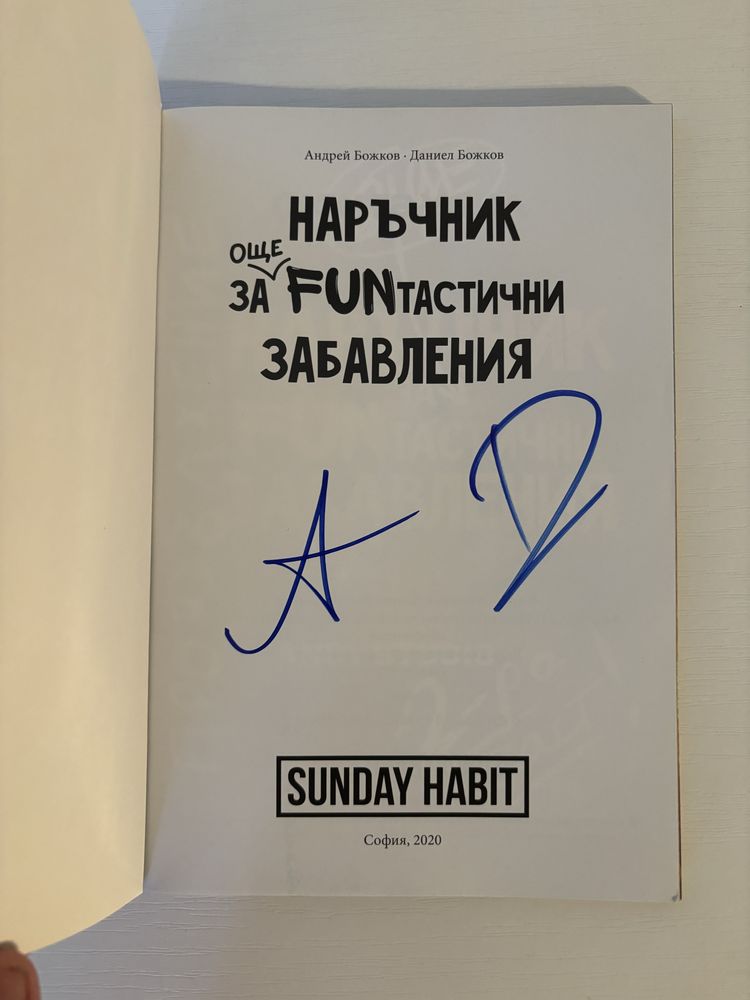 Андрей Божков · Даниел Божков
НАРЪЧНИК
ОЩЕ
ЗА FUNТАСТИЧНИ
ЗАБАВЛЕНИЯ
A D
SUNDAY HABIT
София, 2020